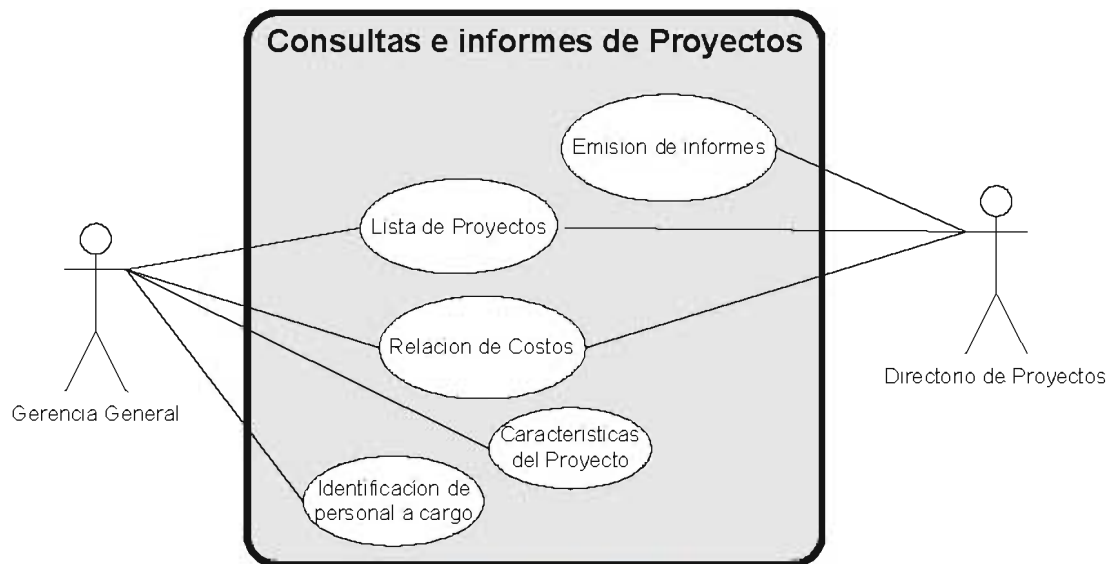 Consultas e informes de Proyectos
Emision de informes
Lista de Proyectos
Relacion de Costos
Gerencia General
Directorio de Proyectos
Caracteristicas
del Proyecto
Identificacion de
personal a cargo